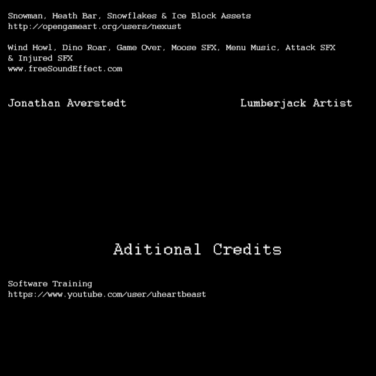 Snowman, Heath Bar, Snowflakes & Ice Block Assets
http://opengameart.org/users/nexust
Wind Howl, Dino Roar, Game Over, Moose SFX, Menu Music, Attack SFX
& Injured SFX
www.freeSoundEffect.com
Jonathan Averstedt Lumberjack Artist
Aditional Credits
Software Training
https://www.youtube.com/user/uheartbeast